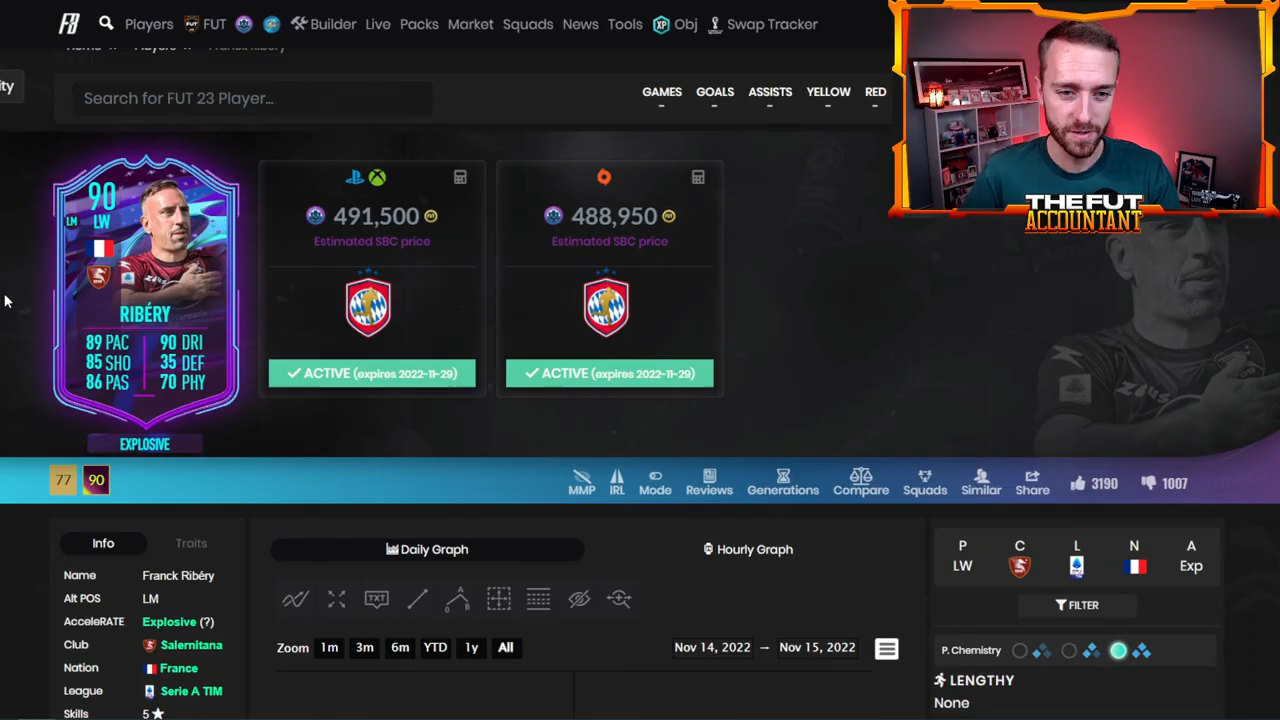 Players FUT Builder Live Packs Market Squads News Tools XP Obj Swap Tracker
Home Players Franck Ribéry
ity
Search for FUT 23 Player...
GAMES GOALS ASSISTS YELLOW RED
- - - - -
THE FUT
ACCOUNTANT
90
LM LW
RIBÉRY
89 PAC 90 DRI
85 SHO 35 DEF
86 PAS 70 PHY
EXPLOSIVE
491,500
Estimated SBC price
ACTIVE (expires 2022-11-29)
488,950
Estimated SBC price
ACTIVE (expires 2022-11-29)
77 90
MMP IRL Mode Reviews Generations Compare Squads Similar Share 3190 1007
Info Traits
Name Franck Ribéry
Alt POS LM
AcceleRATE Explosive (?)
Club Salernitana
Nation France
League Serie A TIM
Skills 5
Daily Graph Hourly Graph
TXT
Zoom 1m 3m 6m YTD 1y All Nov 14, 2022 → Nov 15, 2022
P C L N A
LW Exp
FILTER
P. Chemistry
LENGTHY
None